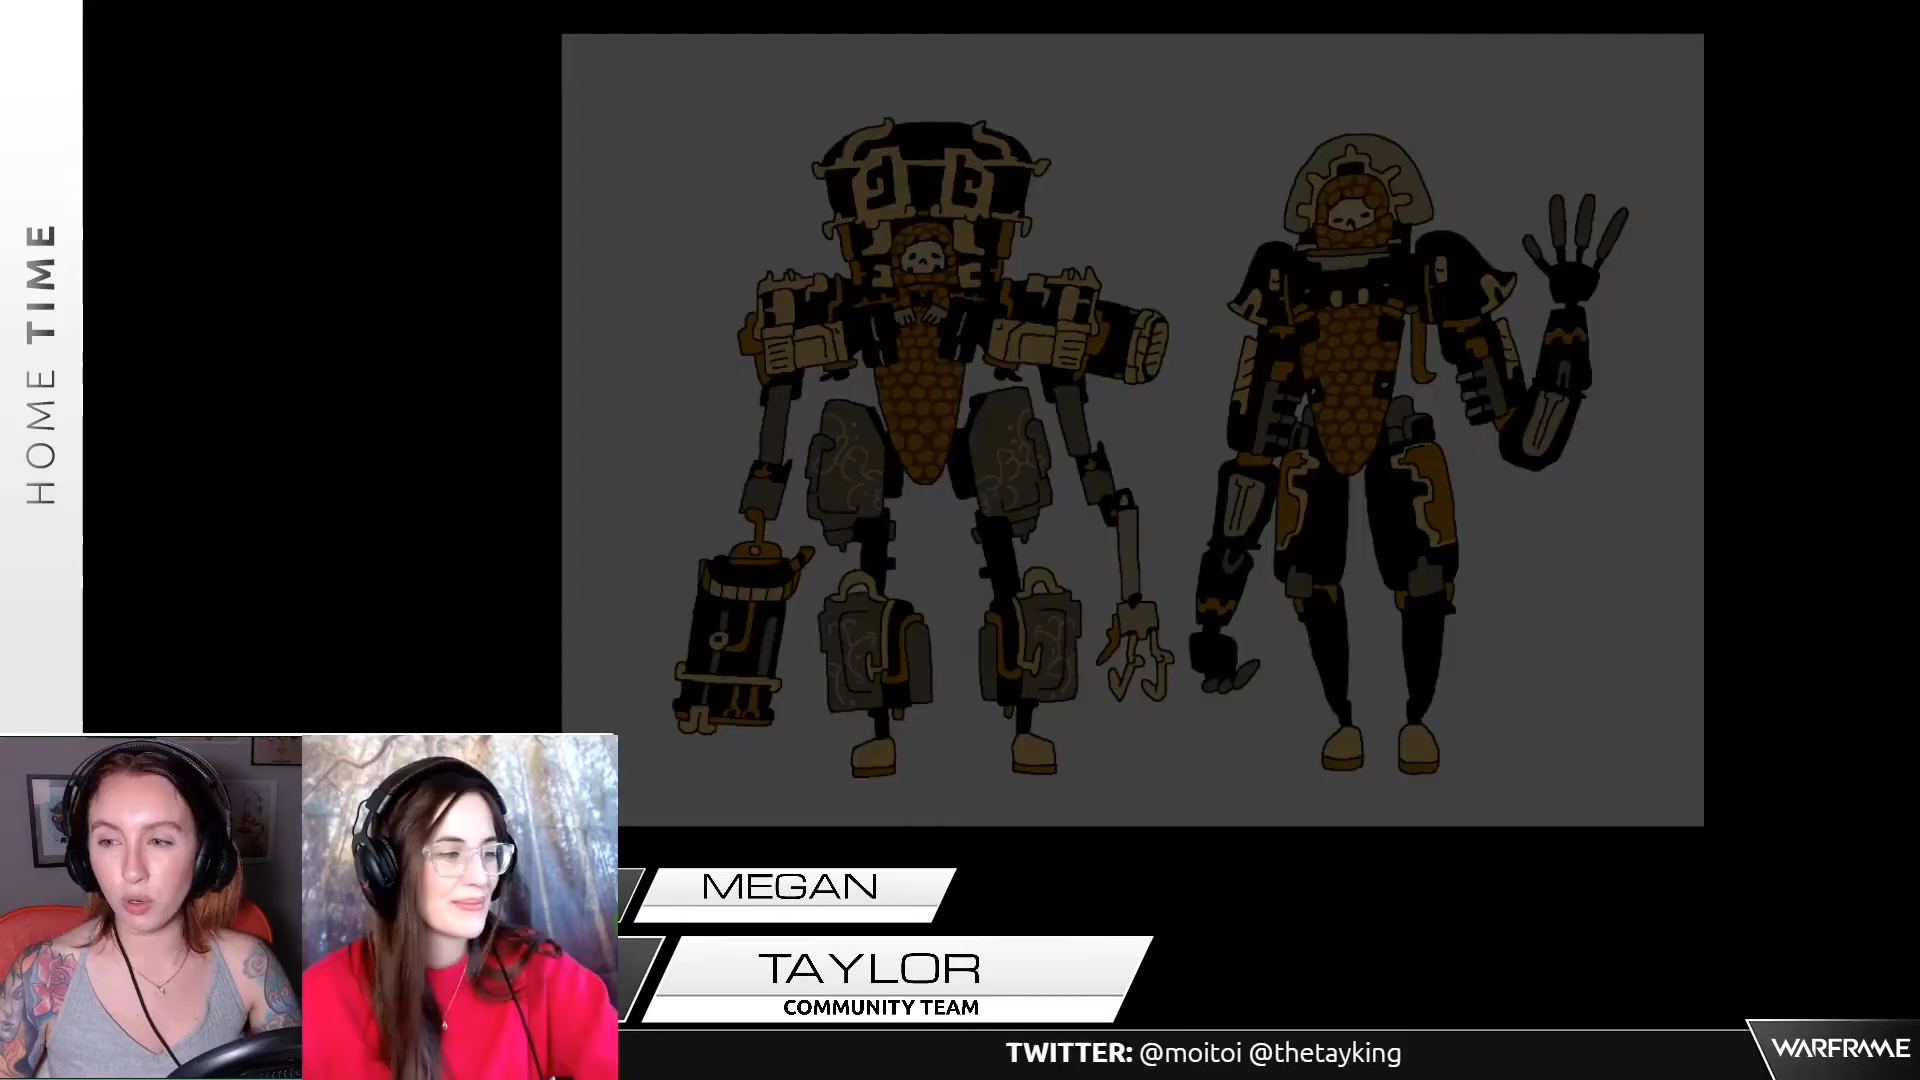 HOME TIME
MEGAN
TAYLOR
COMMUNITY TEAM
TWITTER: @moitoi @thetayking
WARFRAME